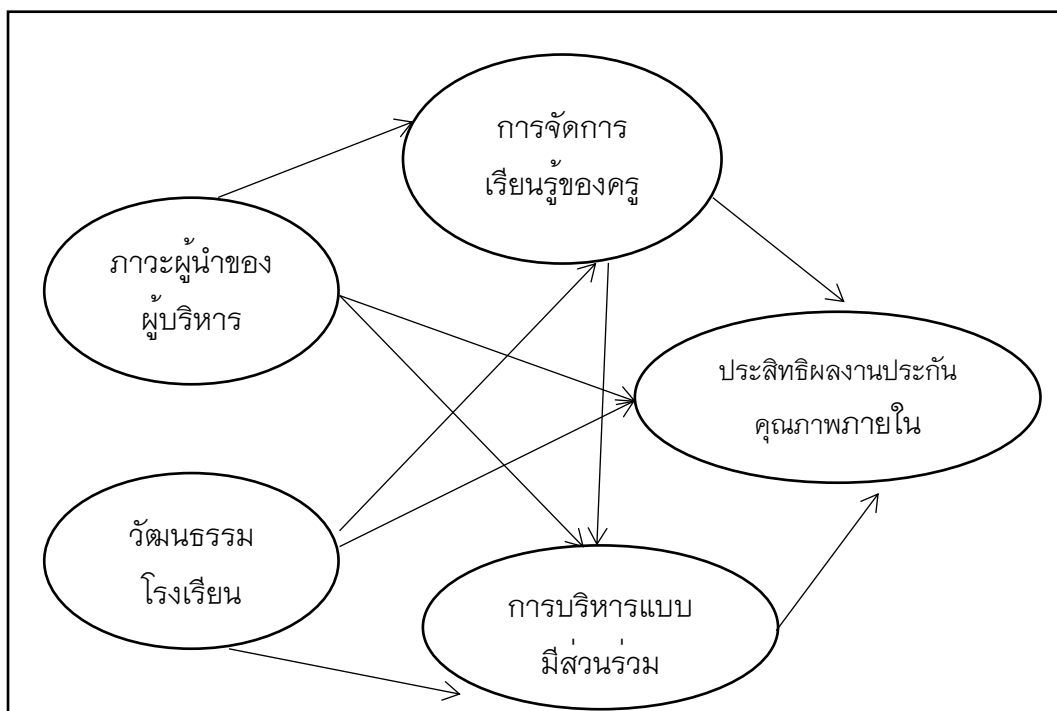 การจัดการ
เรียนรู้ของครู
ภาวะผู้นำของ
ผู้บริหาร
ประสิทธิผลงานประกัน
คุณภาพภายใน
วัฒนธรรม
โรงเรียน
การบริหารแบบ
มีส่วนร่วม